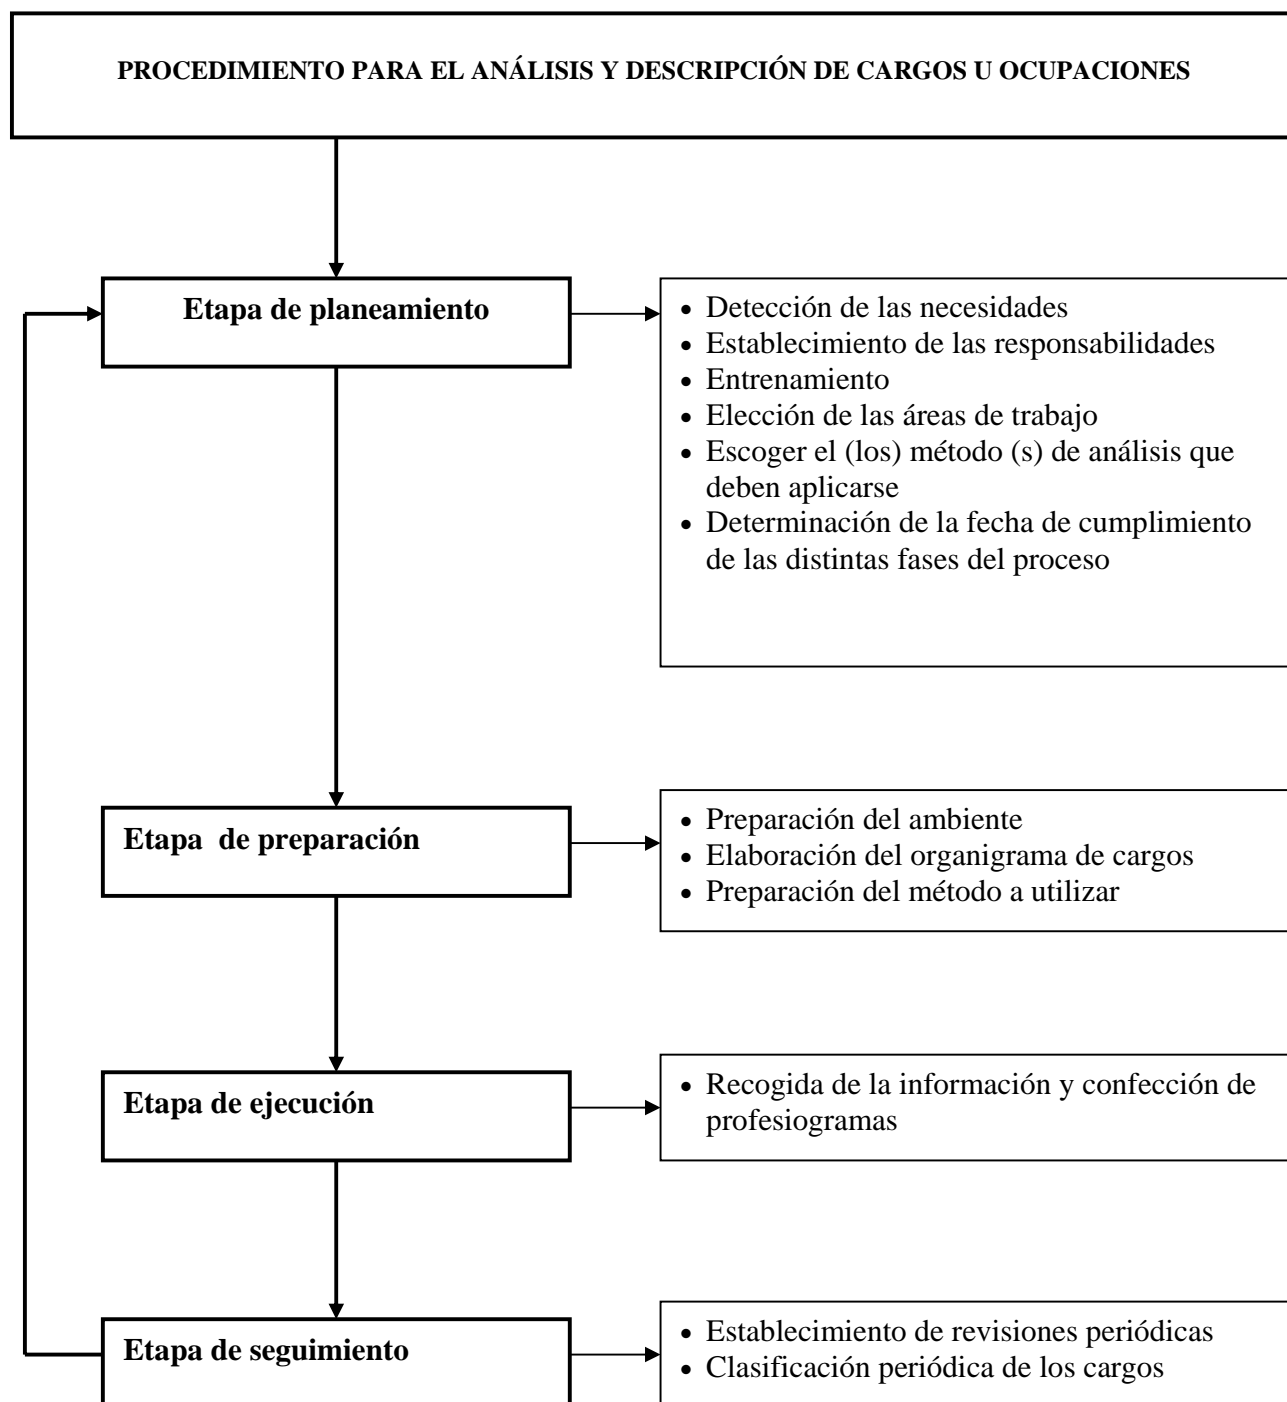 PROCEDIMIENTO PARA EL ANÁLISIS Y DESCRIPCIÓN DE CARGOS U OCUPACIONES
Etapa de planeamiento
• Detección de las necesidades
• Establecimiento de las responsabilidades
• Entrenamiento
• Elección de las áreas de trabajo
• Escoger el (los) método (s) de análisis que
deben aplicarse
• Determinación de la fecha de cumplimiento
de las distintas fases del proceso
Etapa  de preparación
• Preparación del ambiente
• Elaboración del organigrama de cargos
• Preparación del método a utilizar
Etapa de ejecución
• Recogida de la información y confección de
profesiogramas
Etapa de seguimiento
• Establecimiento de revisiones periódicas
• Clasificación periódica de los cargos